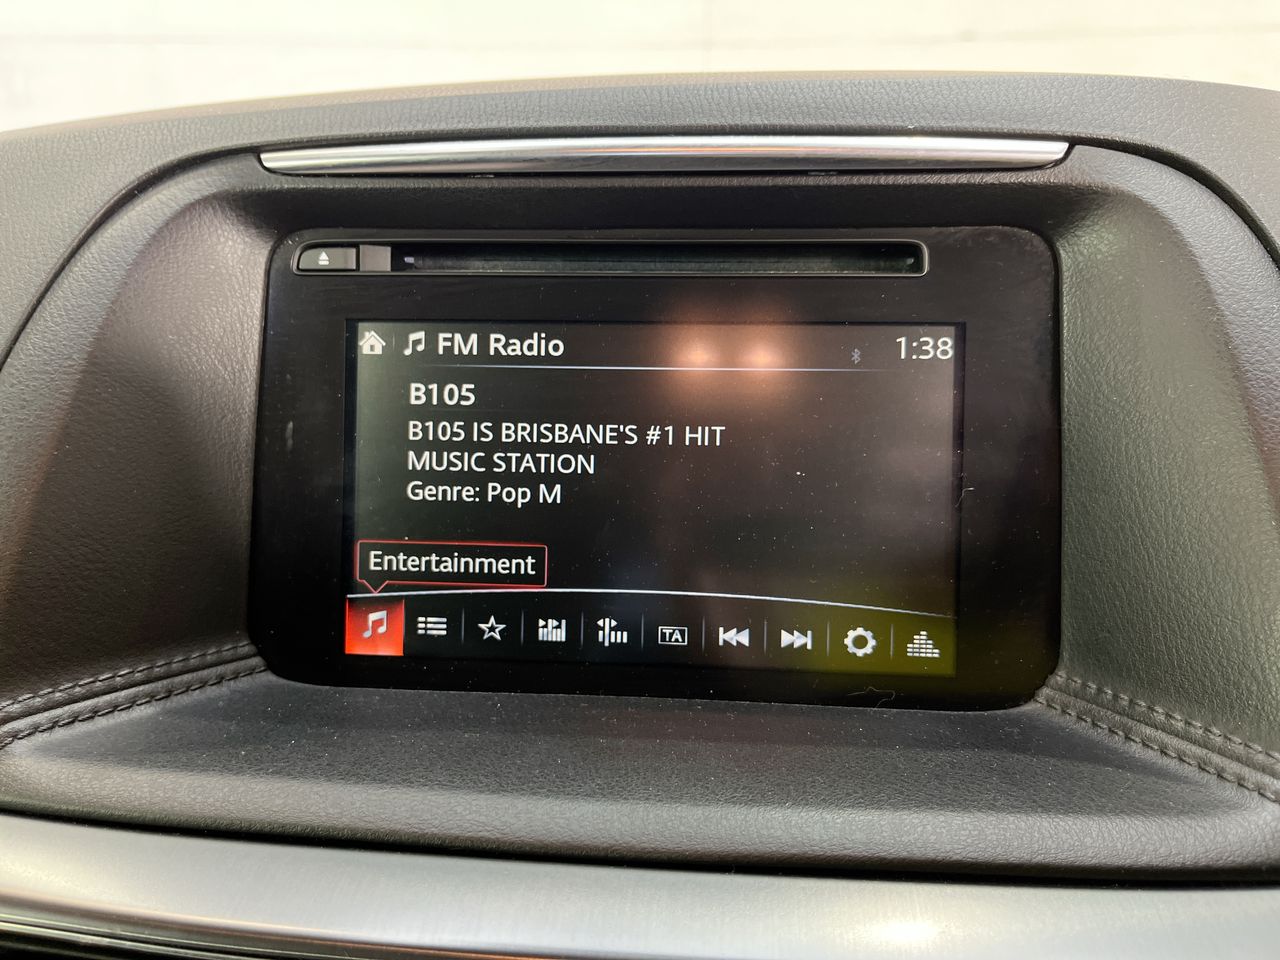 FM Radio
1:38
B105
B105 IS BRISBANE'S #1 HIT
MUSIC STATION
Genre: Pop M
Entertainment
TA